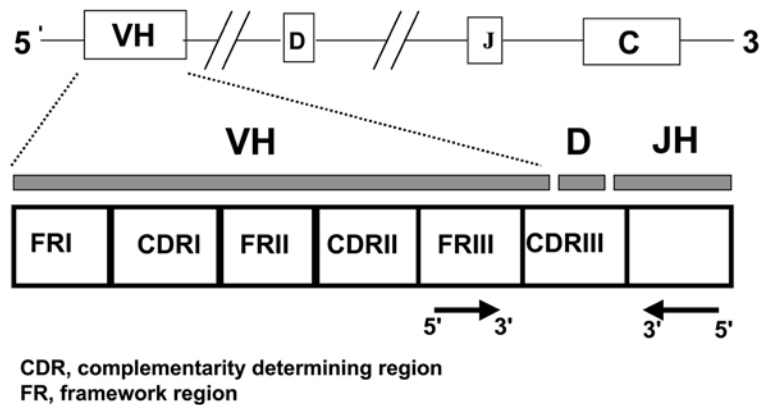 5' VH D J C 3
VH D JH
FRI CDRI FRII CDRII FRIII CDRIII
5' 3' 3' 5'
CDR, complementarity determining region
FR, framework region